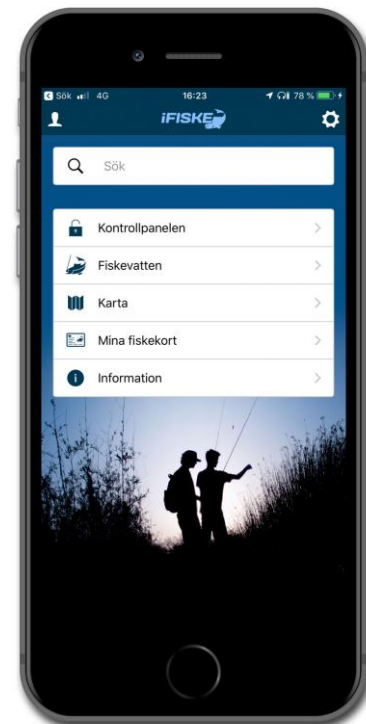 Sök 4G 16:23 78 %
iFISKE
Sök
Kontrollpanelen
Fiskevatten
Karta
Mina fiskekort
Information